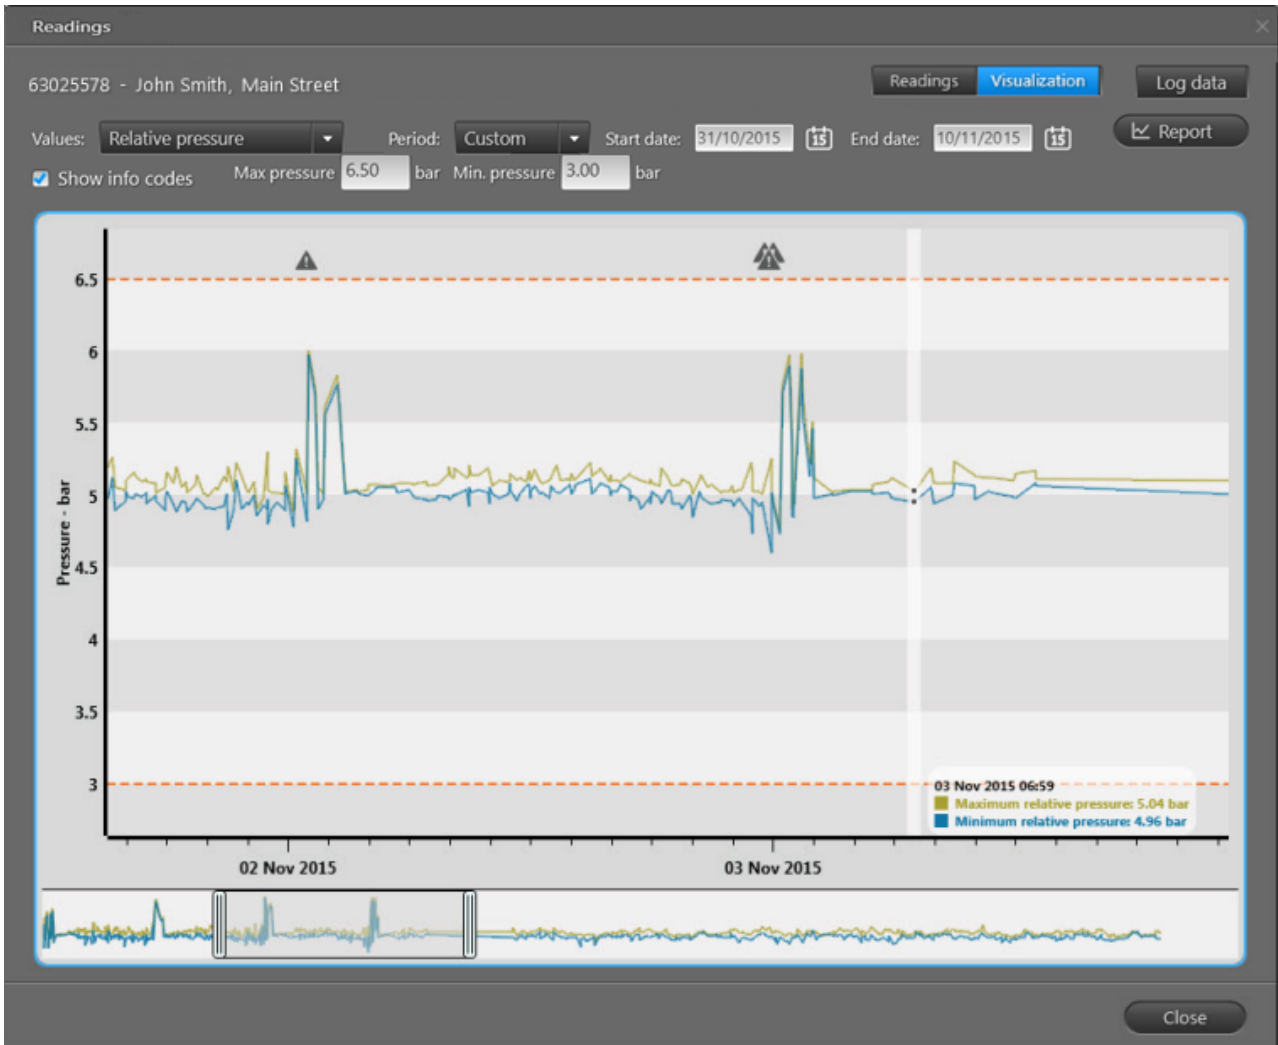 Readings
63025578 - John Smith, Main Street
Readings Visualization Log data
Values: Relative pressure Period: Custom Start date: 31/10/2015 15 End date: 10/11/2015 15 Report
Show info codes Max pressure 6.50 bar Min. pressure 3.00 bar
6.5
6
5.5
5
4.5
4
3.5
3
Pressure - bar
03 Nov 2015 06:59
Maximum relative pressure: 5.04 bar
Minimum relative pressure: 4.96 bar
02 Nov 2015 03 Nov 2015
Close